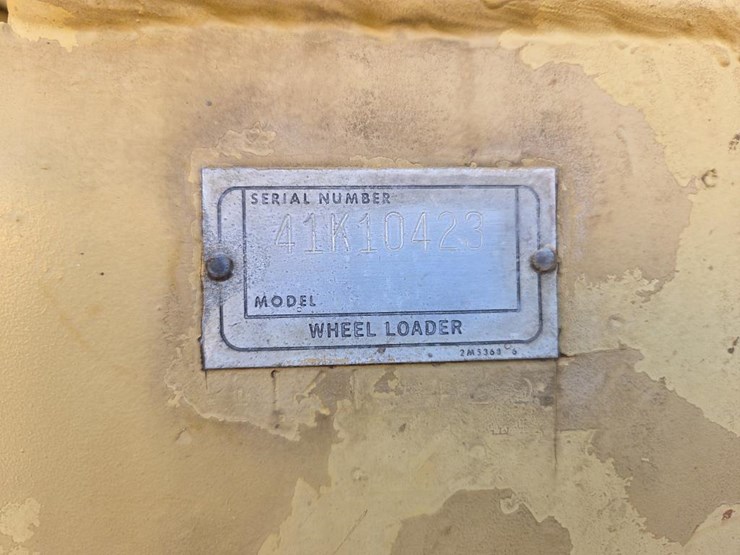 SERIAL NUMBER
41K10423
MODEL
WHEEL LOADER